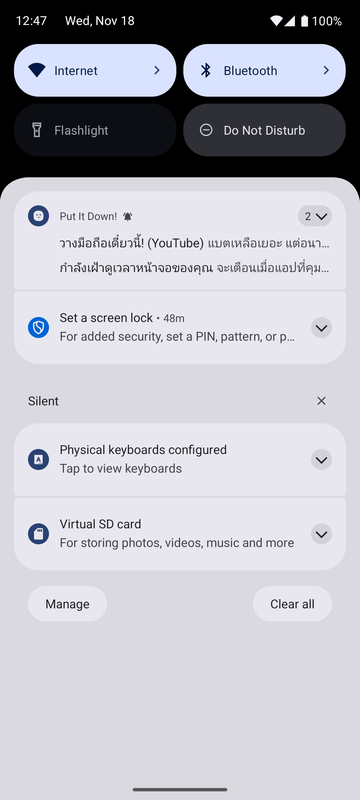 12:47 Wed, Nov 18 100%
Internet
Bluetooth
Flashlight
Do Not Disturb
Put It Down! 2
วางมือถือเดี๋ยวนี้! (YouTube) แบตเหลือเยอะ แต่อนา…
กำลังเฝ้าดูเวลาหน้าจอของคุณ จะเตือนเมื่อแอปที่คุม…
Set a screen lock • 48m
For added security, set a PIN, pattern, or p…
Silent
Physical keyboards configured
Tap to view keyboards
Virtual SD card
For storing photos, videos, music and more
Manage
Clear all